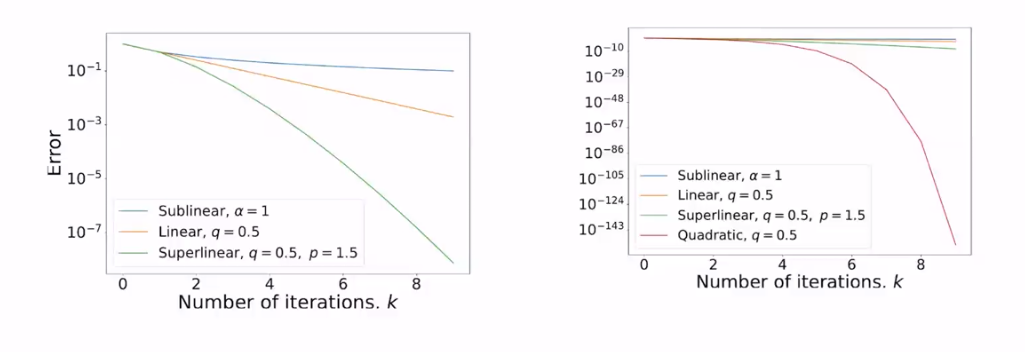 Error
10^{-1}
10^{-3}
10^{-5}
10^{-7}
Sublinear, α = 1
Linear, q = 0.5
Superlinear, q = 0.5, p = 1.5
0 2 4 6 8
Number of iterations. k
10^{-10}
10^{-29}
10^{-48}
10^{-67}
10^{-86}
10^{-105}
10^{-124}
10^{-143}
Sublinear, α = 1
Linear, q = 0.5
Superlinear, q = 0.5, p = 1.5
Quadratic, q = 0.5
0 2 4 6 8
Number of iterations. k